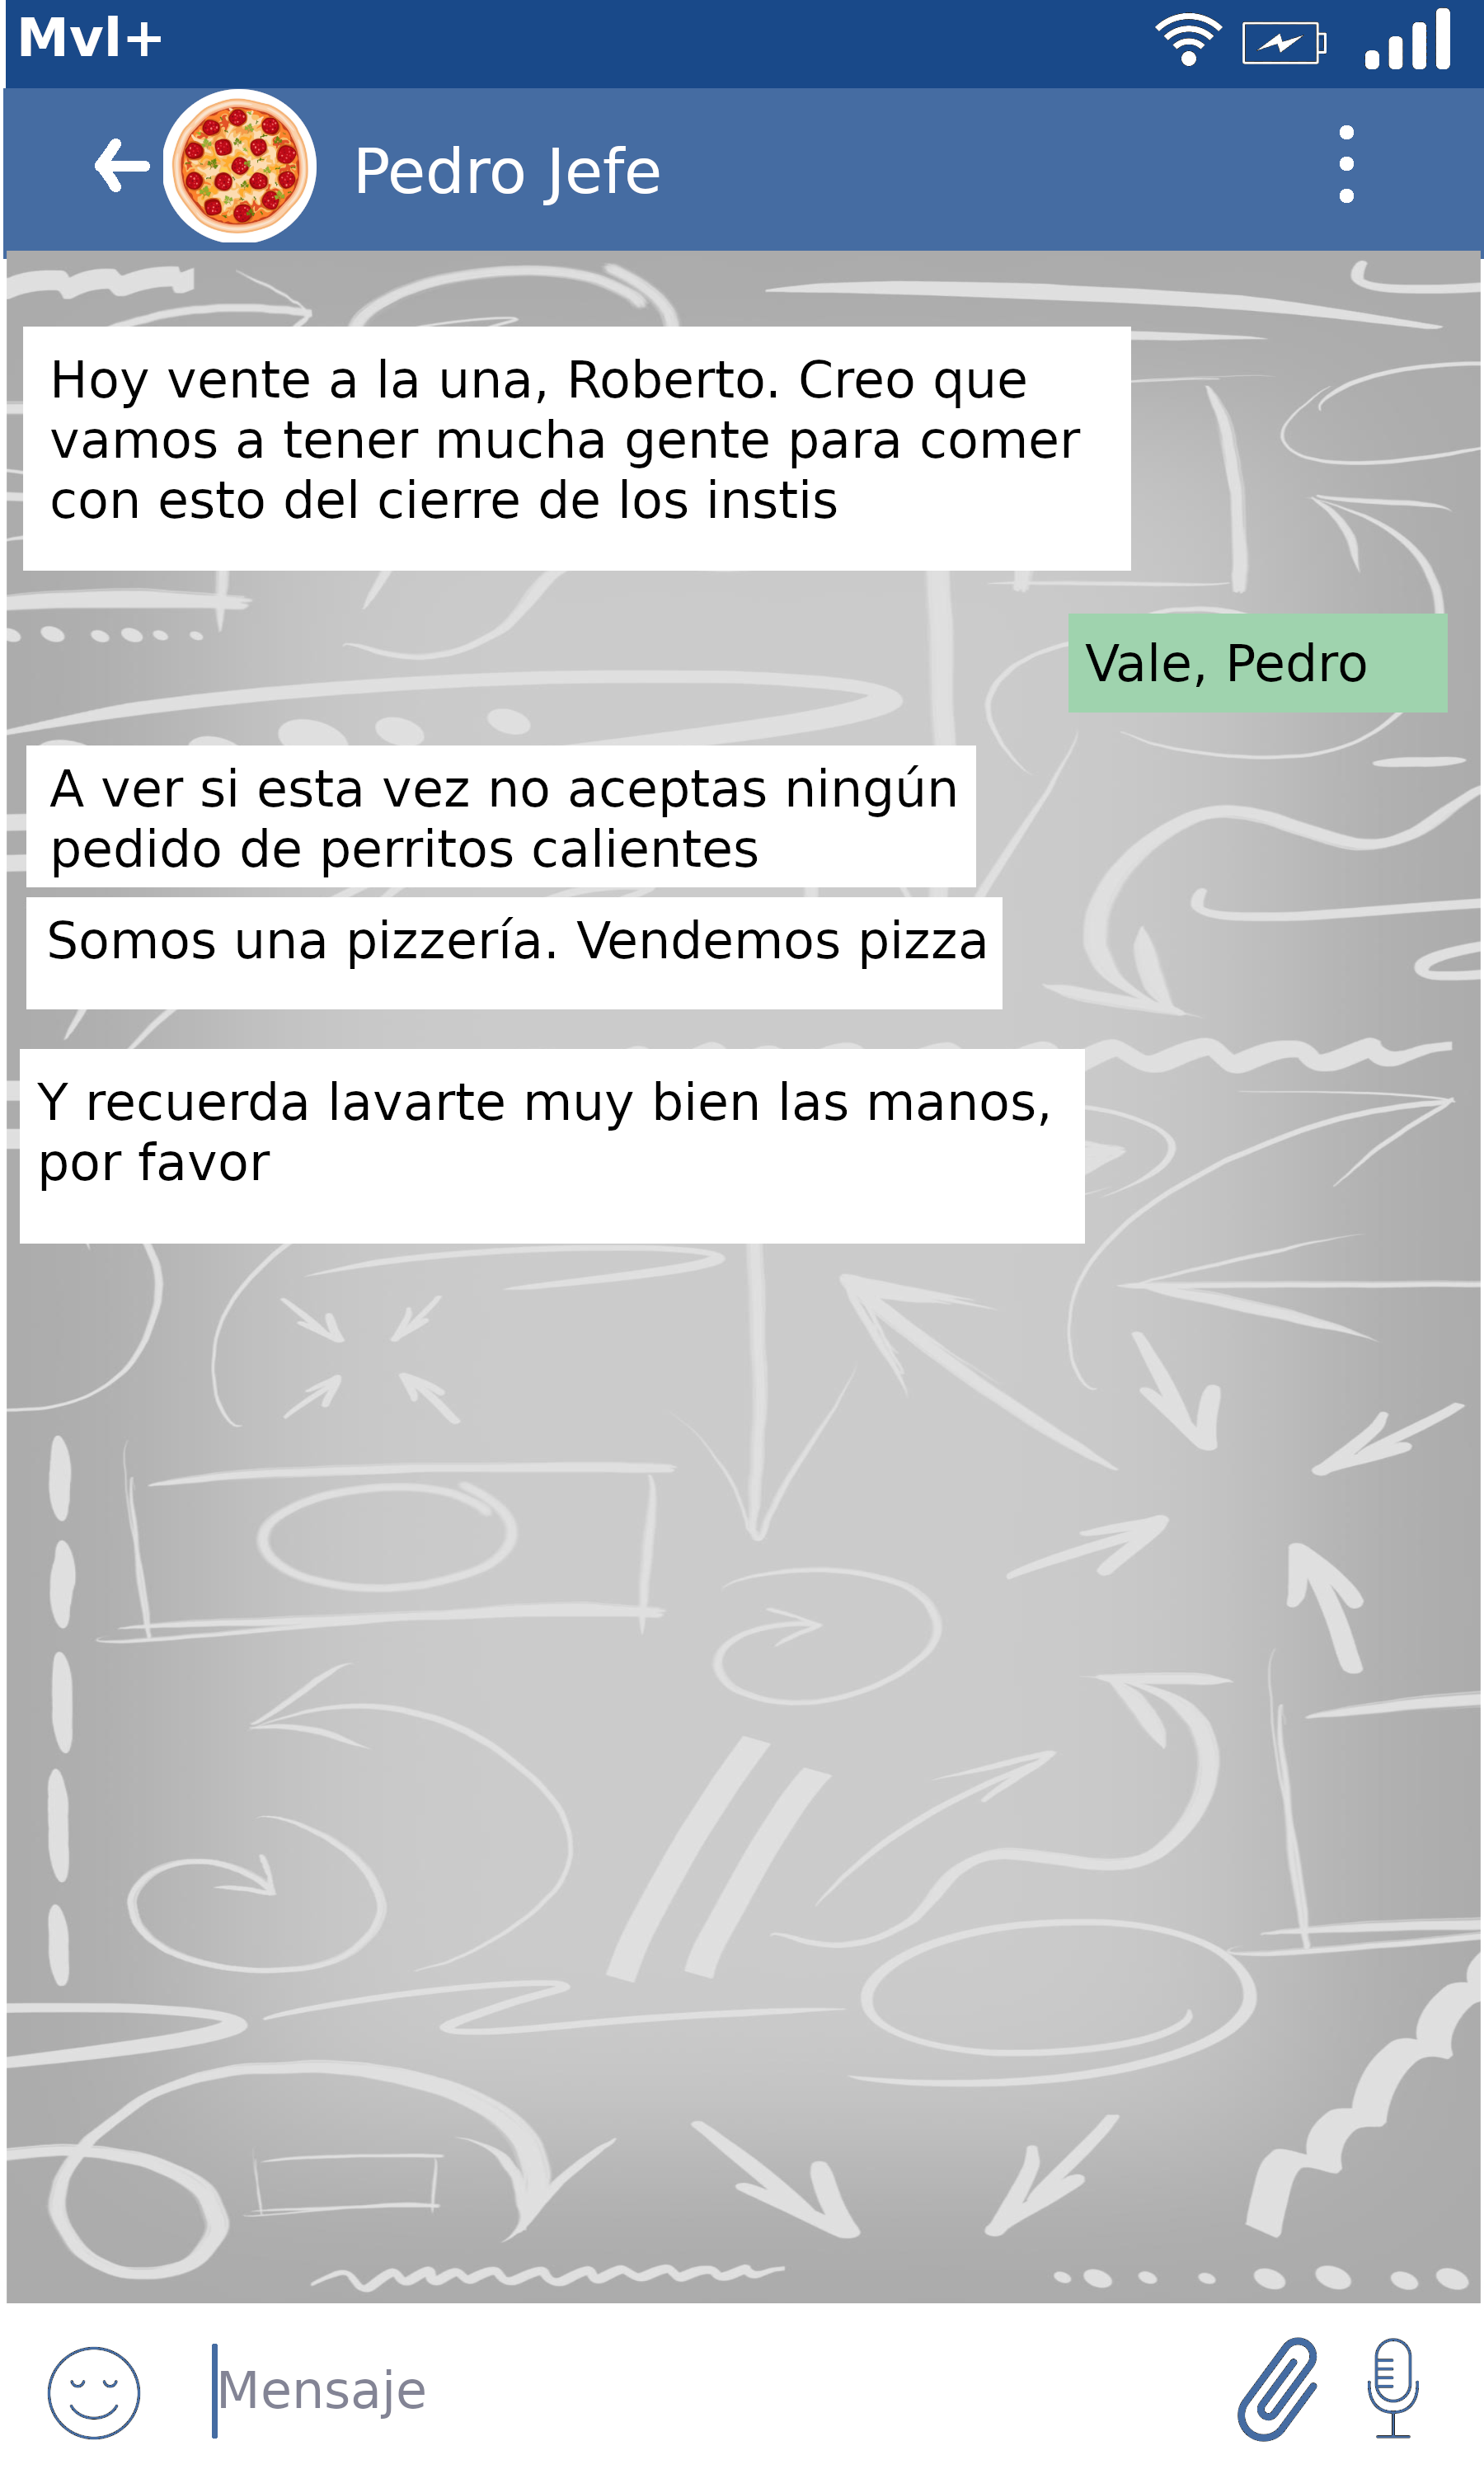 Mvl+
Pedro Jefe
Hoy vente a la una, Roberto. Creo que
vamos a tener mucha gente para comer
con esto del cierre de los instis
Vale, Pedro
A ver si esta vez no aceptas ningún
pedido de perritos calientes
Somos una pizzería. Vendemos pizza
Y recuerda lavarte muy bien las manos,
por favor
Mensaje